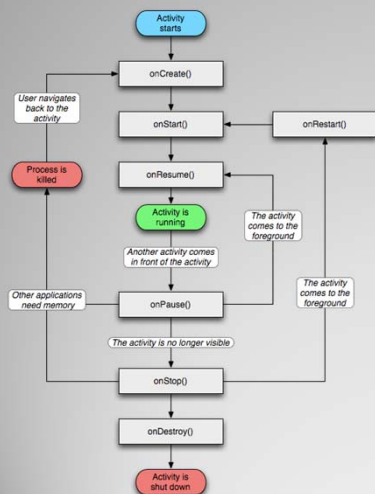 Activity
starts
onCreate()
User navigates
back to the
activity
onStart()
onRestart()
Process is
killed
onResume()
Activity is
running
The activity
comes to the
foreground
Another activity comes
in front of the activity
The activity
comes to the
foreground
Other applications
need memory
onPause()
The activity is no longer visible
onStop()
onDestroy()
Activity is
shut down